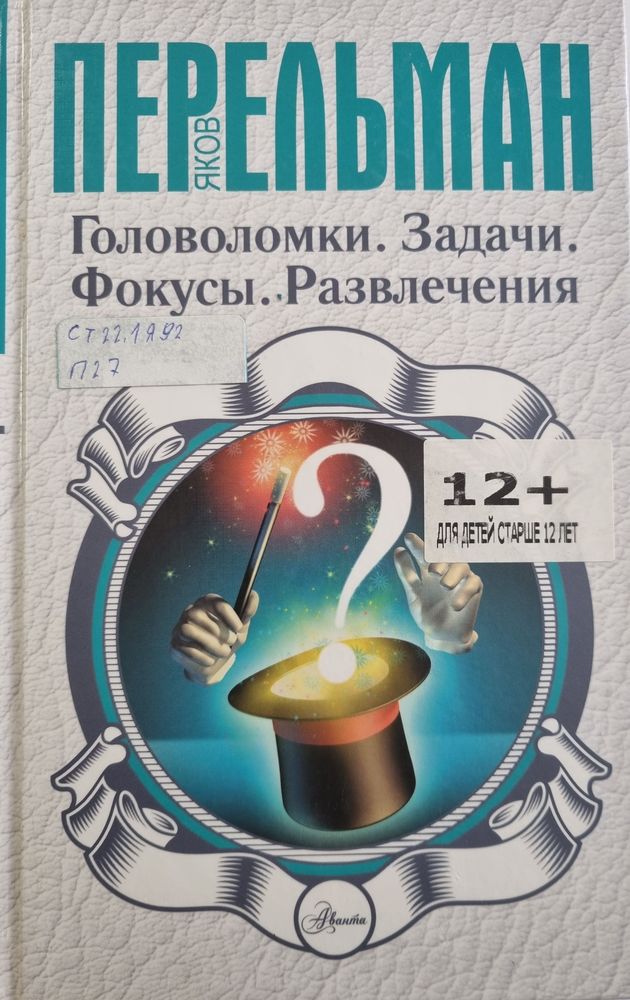 ПЕРЕЛЬМАН
ЯКОВ
Головоломки. Задачи.
Фокусы. Развлечения
СТ22.1Я92
П27
12+
ДЛЯ ДЕТЕЙ СТАРШЕ 12 ЛЕТ
Аванта